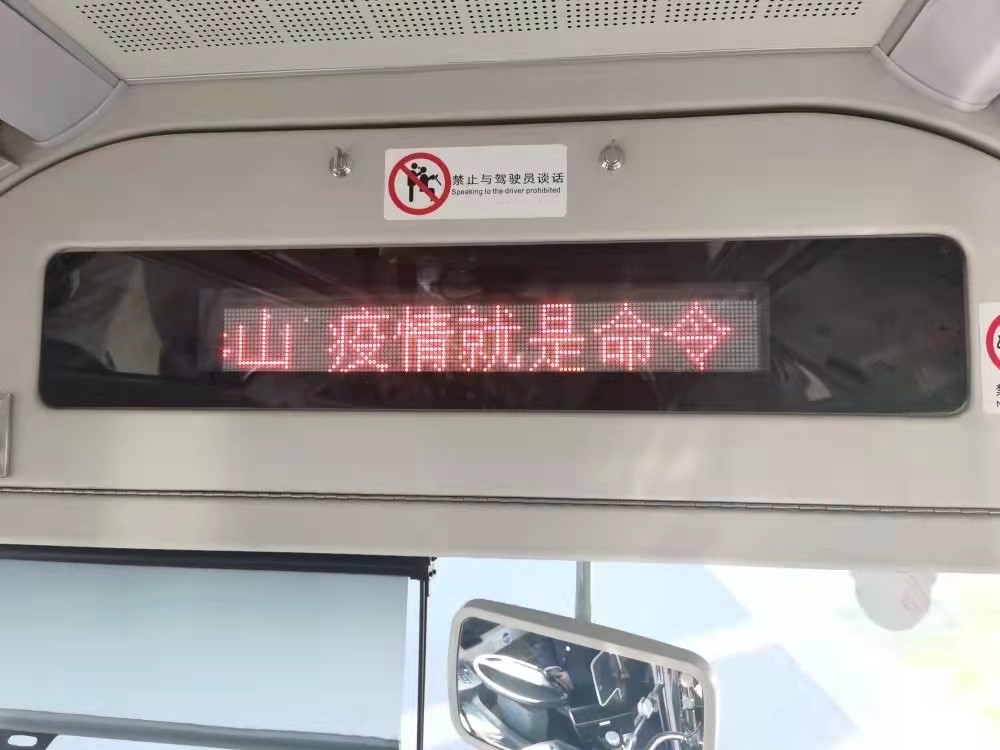 禁止与驾驶员谈话
Speaking to the driver prohibited
山 疫情就是命令